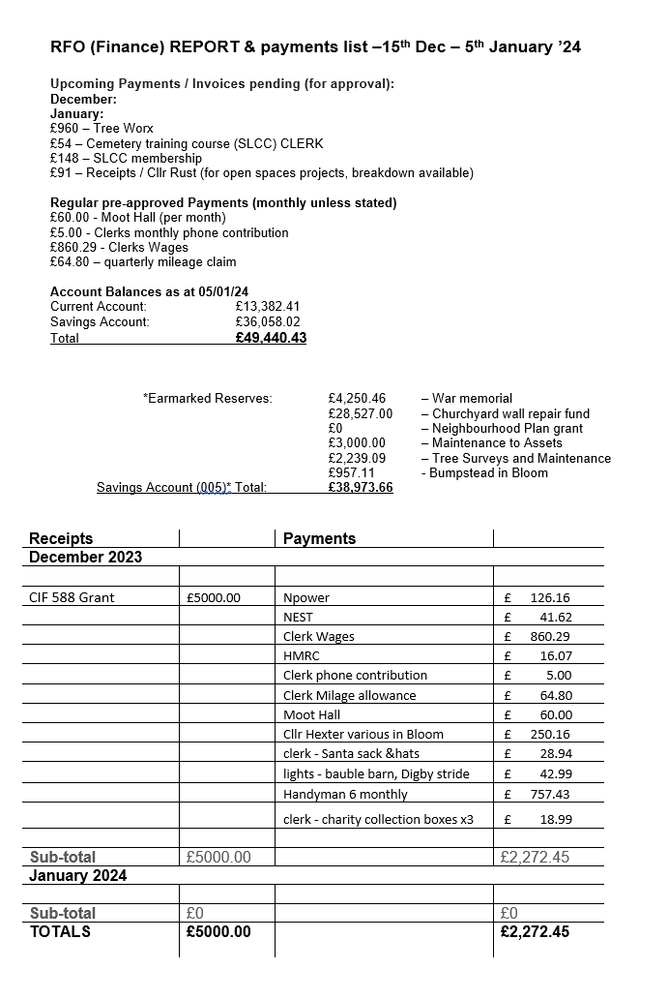 RFO (Finance) REPORT & payments list –15th Dec – 5th January ’24
Upcoming Payments / Invoices pending (for approval):
December:
January:
£960 – Tree Worx
£54 – Cemetery training course (SLCC) CLERK
£148 – SLCC membership
£91 – Receipts / Cllr Rust (for open spaces projects, breakdown available)
Regular pre-approved Payments (monthly unless stated)
£60.00 - Moot Hall (per month)
£5.00 - Clerks monthly phone contribution
£860.29 - Clerks Wages
£64.80 – quarterly mileage claim
Account Balances as at 05/01/24
Current Account: £13,382.41
Savings Account: £36,058.02
Total £49,440.43
*Earmarked Reserves: £4,250.46 – War memorial
£28,527.00 – Churchyard wall repair fund
£0 – Neighbourhood Plan grant
£3,000.00 – Maintenance to Assets
£2,239.09 – Tree Surveys and Maintenance
£957.11 - Bumpstead in Bloom
Savings Account (005)* Total: £38,973.66
Receipts Payments
December 2023
CIF 588 Grant £5000.00 Npower £ 126.16
NEST £ 41.62
Clerk Wages £ 860.29
HMRC £ 16.07
Clerk phone contribution £ 5.00
Clerk Milage allowance £ 64.80
Moot Hall £ 60.00
Cllr Hexter various in Bloom £ 250.16
clerk - Santa sack &hats £ 28.94
lights - bauble barn, Digby stride £ 42.99
Handyman 6 monthly £ 757.43
clerk - charity collection boxes x3 £ 18.99
Sub-total £5000.00 £2,272.45
January 2024
Sub-total £0 £0
TOTALS £5000.00 £2,272.45